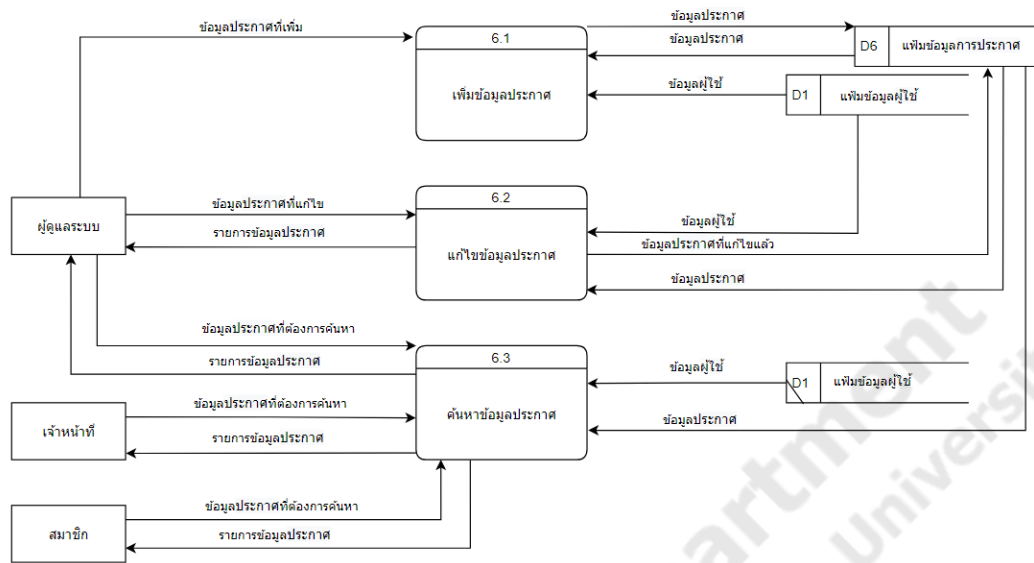 ข้อมูลประกาศที่เพิ่ม
6.1
เพิ่มข้อมูลประกาศ
ข้อมูลประกาศ
ข้อมูลประกาศ
ข้อมูลผู้ใช้
D6 แฟ้มข้อมูลการประกาศ
D1 แฟ้มข้อมูลผู้ใช้
ผู้ดูแลระบบ
ข้อมูลประกาศที่แก้ไข
รายการข้อมูลประกาศ
6.2
แก้ไขข้อมูลประกาศ
ข้อมูลผู้ใช้
ข้อมูลประกาศที่แก้ไขแล้ว
ข้อมูลประกาศ
ข้อมูลประกาศที่ต้องการค้นหา
รายการข้อมูลประกาศ
6.3
ค้นหาข้อมูลประกาศ
ข้อมูลผู้ใช้
D1 แฟ้มข้อมูลผู้ใช้
ข้อมูลประกาศ
เจ้าหน้าที่
ข้อมูลประกาศที่ต้องการค้นหา
รายการข้อมูลประกาศ
สมาชิก
ข้อมูลประกาศที่ต้องการค้นหา
รายการข้อมูลประกาศ